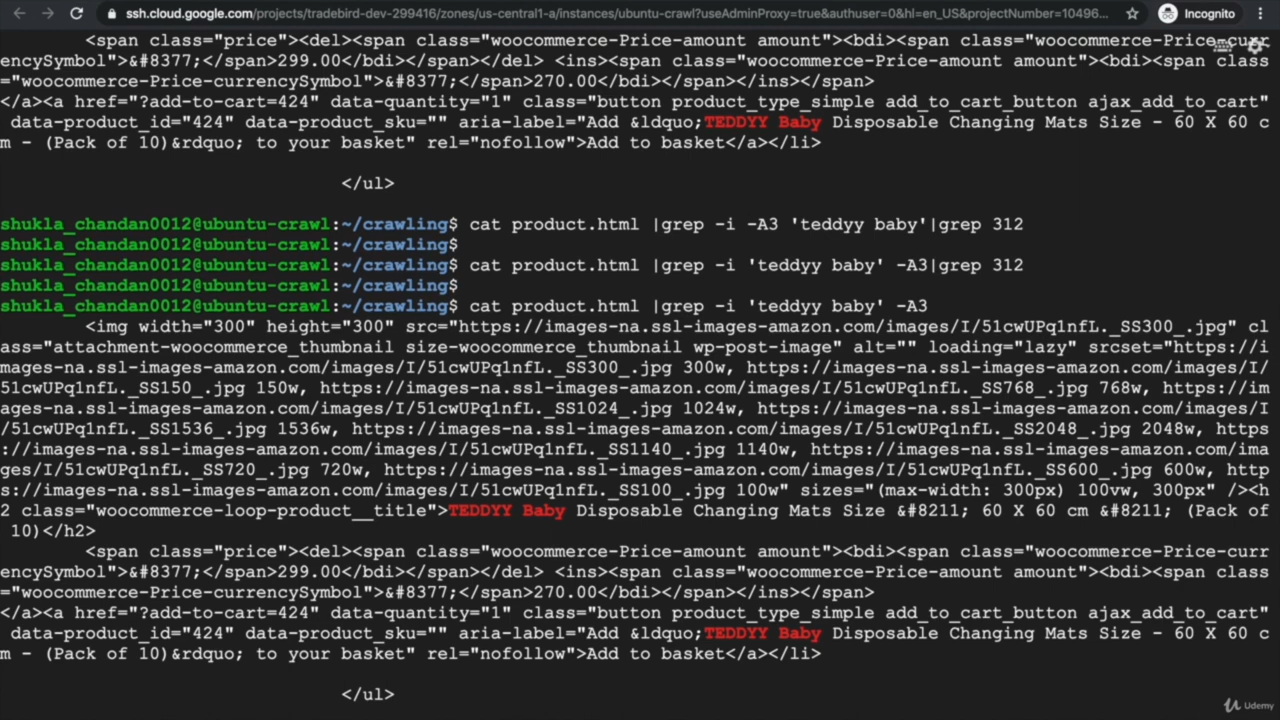 ssh.cloud.google.com/projects/tradebird-dev-299416/zones/us-central1-a/instances/ubuntu-crawl?useAdminProxy=true&authuser=0&hl=en_US&projectNumber=10496... Incognito
<span class="price"><del><span class="woocommerce-Price-amount amount"><bdi><span class="woocommerce-Price-curr
encySymbol">&#8377;</span>299.00</bdi></span></del> <ins><span class="woocommerce-Price-amount amount"><bdi><span class
="woocommerce-Price-currencySymbol">&#8377;</span>270.00</bdi></span></ins></span>
</a><a href="?add-to-cart=424" data-quantity="1" class="button product_type_simple add_to_cart_button ajax_add_to_cart"
data-product_id="424" data-product_sku="" aria-label="Add &ldquo;TEDDYY Baby Disposable Changing Mats Size - 60 X 60 c
m - (Pack of 10)&rdquo; to your basket" rel="nofollow">Add to basket</a></li>
</ul>
shukla_chandan0012@ubuntu-crawl:~/crawling$ cat product.html |grep -i -A3 'teddyy baby'|grep 312
shukla_chandan0012@ubuntu-crawl:~/crawling$
shukla_chandan0012@ubuntu-crawl:~/crawling$ cat product.html |grep -i 'teddyy baby' -A3|grep 312
shukla_chandan0012@ubuntu-crawl:~/crawling$
shukla_chandan0012@ubuntu-crawl:~/crawling$ cat product.html |grep -i 'teddyy baby' -A3
<img width="300" height="300" src="https://images-na.ssl-images-amazon.com/images/I/51cwUPq1nfL._SS300_.jpg" c
lass="attachment-woocommerce_thumbnail size-woocommerce_thumbnail wp-post-image" alt="" loading="lazy" srcset="https://i
mages-na.ssl-images-amazon.com/images/I/51cwUPq1nfL._SS300_.jpg 300w, https://images-na.ssl-images-amazon.com/images/I/
51cwUPq1nfL._SS150_.jpg 150w, https://images-na.ssl-images-amazon.com/images/I/51cwUPq1nfL._SS768_.jpg 768w, https://im
ages-na.ssl-images-amazon.com/images/I/51cwUPq1nfL._SS1024_.jpg 1024w, https://images-na.ssl-images-amazon.com/images/I
/51cwUPq1nfL._SS1536_.jpg 1536w, https://images-na.ssl-images-amazon.com/images/I/51cwUPq1nfL._SS2048_.jpg 2048w, https
://images-na.ssl-images-amazon.com/images/I/51cwUPq1nfL._SS1140_.jpg 1140w, https://images-na.ssl-images-amazon.com/ima
ges/I/51cwUPq1nfL._SS720_.jpg 720w, https://images-na.ssl-images-amazon.com/images/I/51cwUPq1nfL._SS600_.jpg 600w, http
s://images-na.ssl-images-amazon.com/images/I/51cwUPq1nfL._SS100_.jpg 100w" sizes="(max-width: 300px) 100vw, 300px" /><h
2 class="woocommerce-loop-product__title">TEDDYY Baby Disposable Changing Mats Size &#8211; 60 X 60 cm &#8211; (Pack of
10)</h2>
<span class="price"><del><span class="woocommerce-Price-amount amount"><bdi><span class="woocommerce-Price-curr
encySymbol">&#8377;</span>299.00</bdi></span></del> <ins><span class="woocommerce-Price-amount amount"><bdi><span class
="woocommerce-Price-currencySymbol">&#8377;</span>270.00</bdi></span></ins></span>
</a><a href="?add-to-cart=424" data-quantity="1" class="button product_type_simple add_to_cart_button ajax_add_to_cart"
data-product_id="424" data-product_sku="" aria-label="Add &ldquo;TEDDYY Baby Disposable Changing Mats Size - 60 X 60 c
m - (Pack of 10)&rdquo; to your basket" rel="nofollow">Add to basket</a></li>
</ul>
Udemy